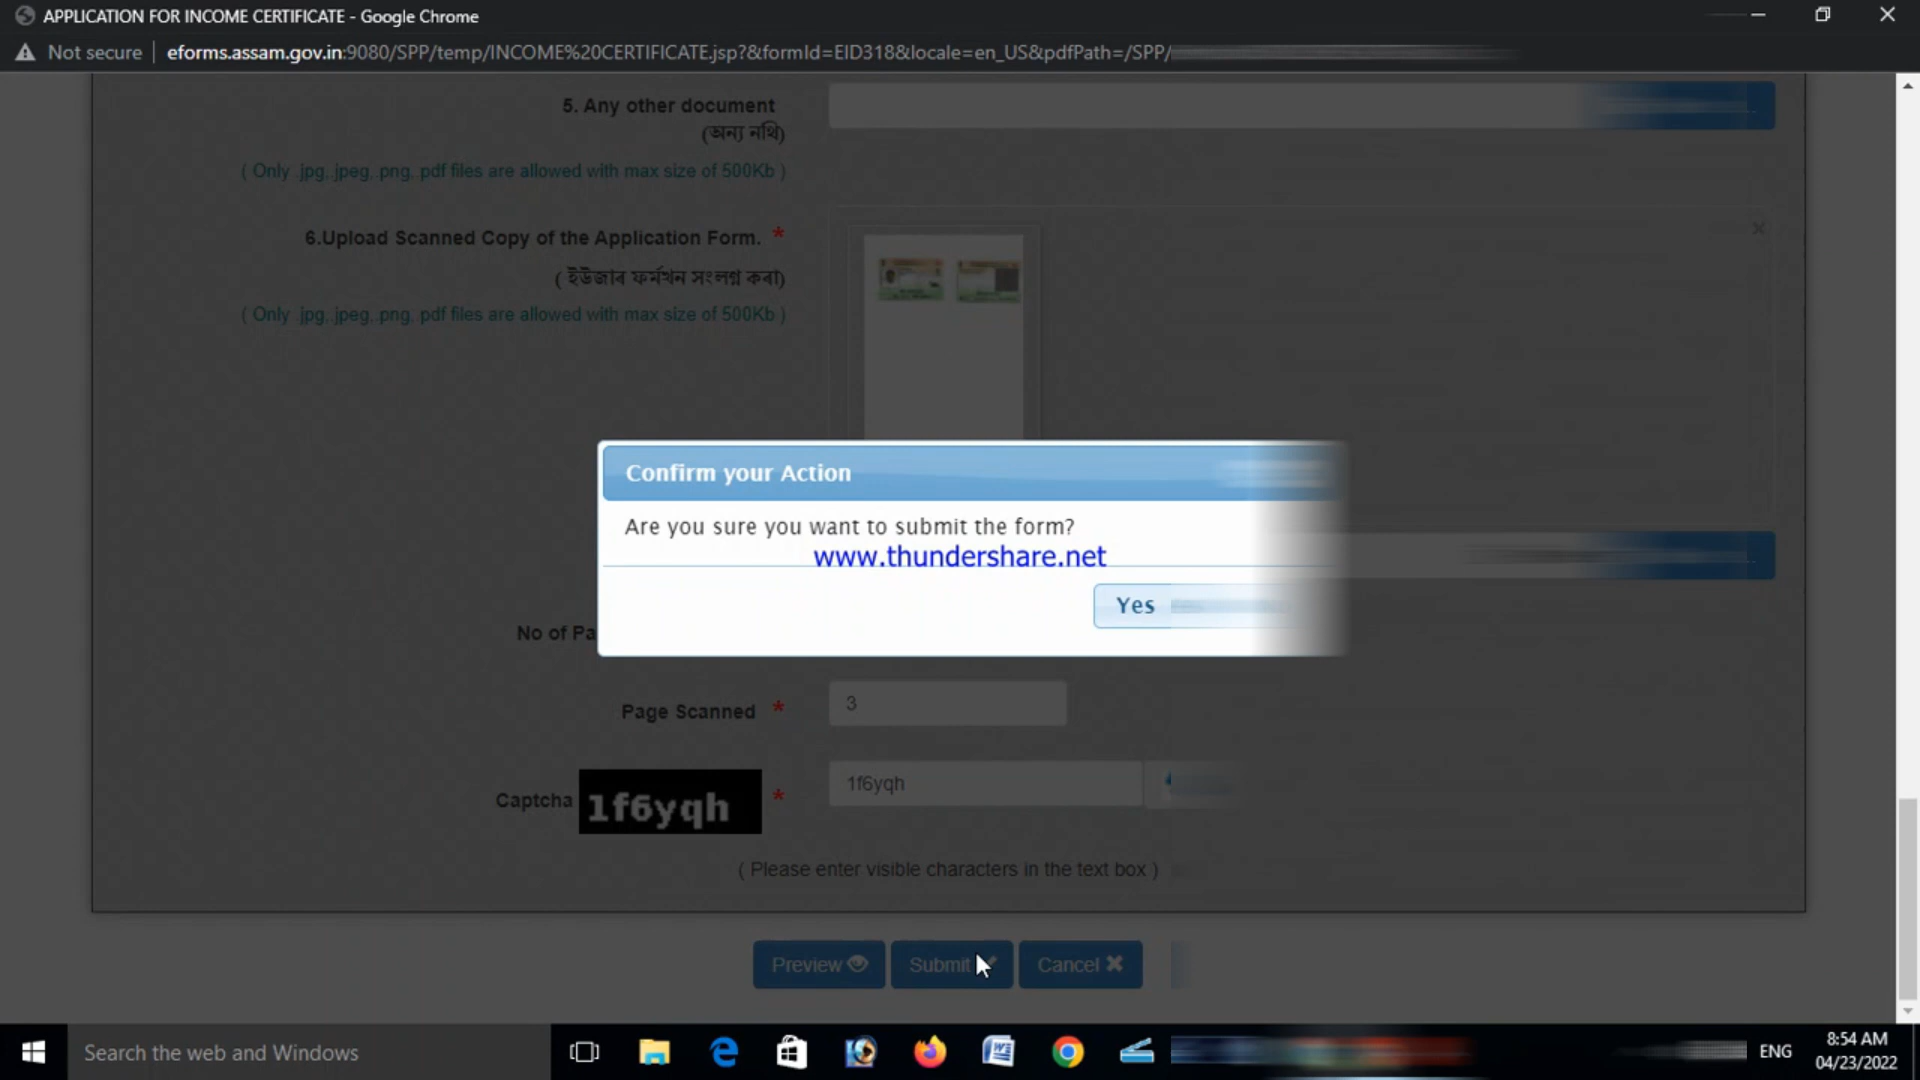 APPLICATION FOR INCOME CERTIFICATE - Google Chrome
Not secure
eforms.assam.gov.in:9080/SPP/temp/INCOME%20CERTIFICATE.jsp?&formId=EID318&locale=en_US&pdfPath=/SPP/
5. Any other document
(অন্য নথি)
( Only .jpg,.jpeg,.png,.pdf files are allowed with max size of 500Kb )
6.Upload Scanned Copy of the Application Form. *
( ইউজাৰ ফৰ্মখন সংলগ্ন কৰা)
( Only .jpg,.jpeg,.png,.pdf files are allowed with max size of 500Kb )
Confirm your Action
Are you sure you want to submit the form?
www.thundershare.net
Yes
No of
Page Scanned *
3
Captcha
1f6yqh
*
1f6yqh
( Please enter visible characters in the text box )
Preview
Submit
Cancel
Search the web and Windows
ENG
8:54 AM
04/23/2022